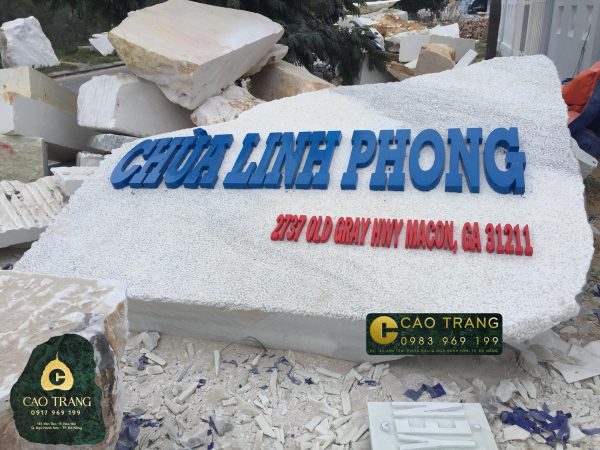 CHÙA LINH PHONG
2737 OLD GRAY HWY MACON, GA 31211
CAO TRANG
0983 969 199
CAO TRANG
0917 969 199